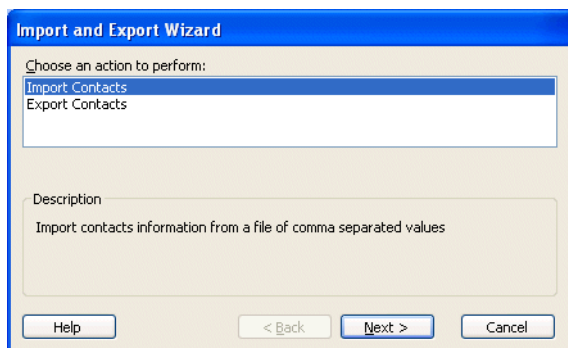 Import and Export Wizard
Choose an action to perform:
Import Contacts
Export Contacts
Description
Import contacts information from a file of comma separated values
Help
< Back
Next >
Cancel